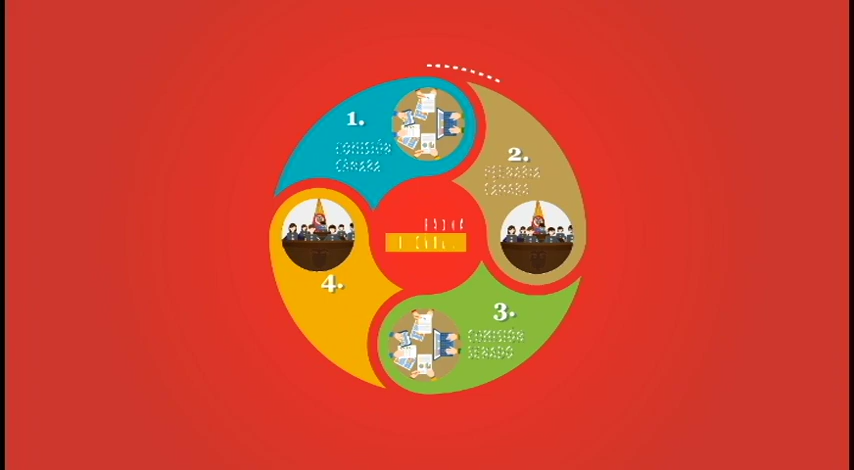 1.
COMISIÓN
CÁMARA
2.
PLENARIA
CÁMARA
3.
COMISIÓN
SENADO
4.